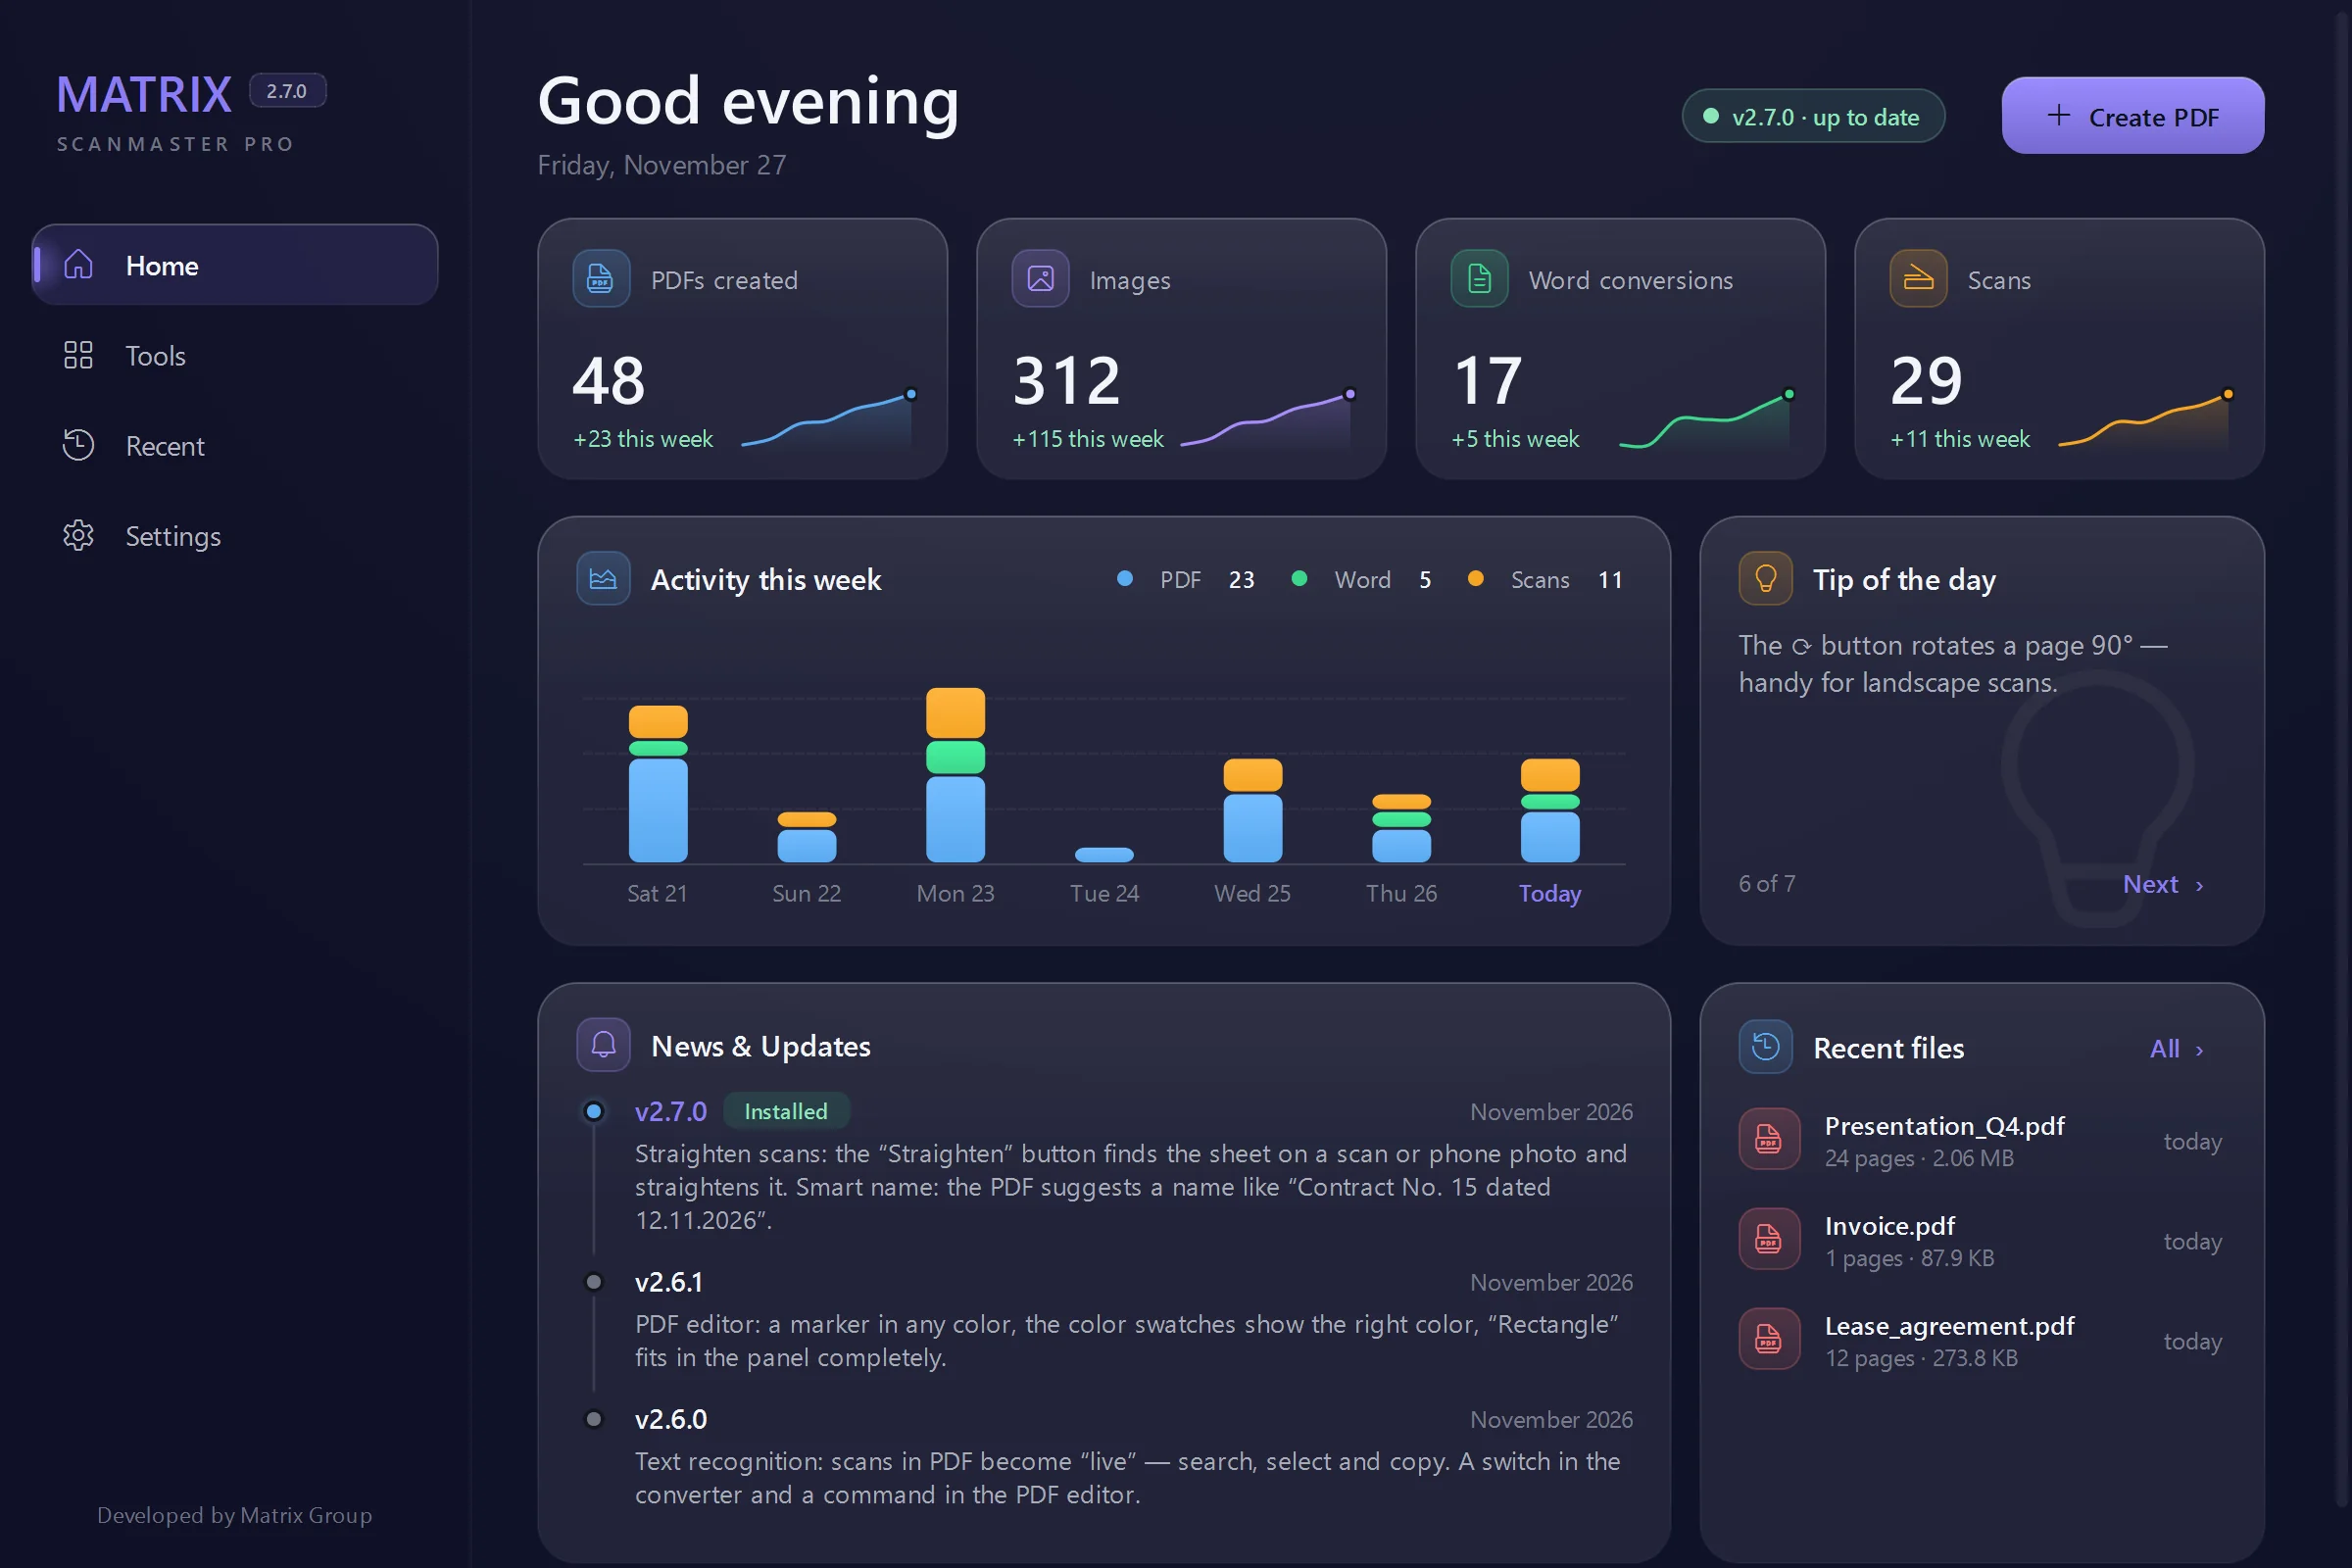 MATRIX 2.7.0
SCANMASTER PRO
Home
Tools
Recent
Settings
Developed by Matrix Group
Good evening
Friday, November 27
v2.7.0 · up to date
+ Create PDF
PDFs created
48
+23 this week
Images
312
+115 this week
Word conversions
17
+5 this week
Scans
29
+11 this week
Activity this week
PDF 23 Word 5 Scans 11
Sat 21 Sun 22 Mon 23 Tue 24 Wed 25 Thu 26 Today
Tip of the day
The ⟳ button rotates a page 90° —
handy for landscape scans.
6 of 7
Next ›
News & Updates
v2.7.0 Installed November 2026
Straighten scans: the “Straighten” button finds the sheet on a scan or phone photo and
straightens it. Smart name: the PDF suggests a name like “Contract No. 15 dated
12.11.2026”.
v2.6.1 November 2026
PDF editor: a marker in any color, the color swatches show the right color, “Rectangle”
fits in the panel completely.
v2.6.0 November 2026
Text recognition: scans in PDF become “live” — search, select and copy. A switch in the
converter and a command in the PDF editor.
Recent files
All ›
PDF
Presentation_Q4.pdf
24 pages · 2.06 MB
today
PDF
Invoice.pdf
1 pages · 87.9 KB
today
PDF
Lease_agreement.pdf
12 pages · 273.8 KB
today